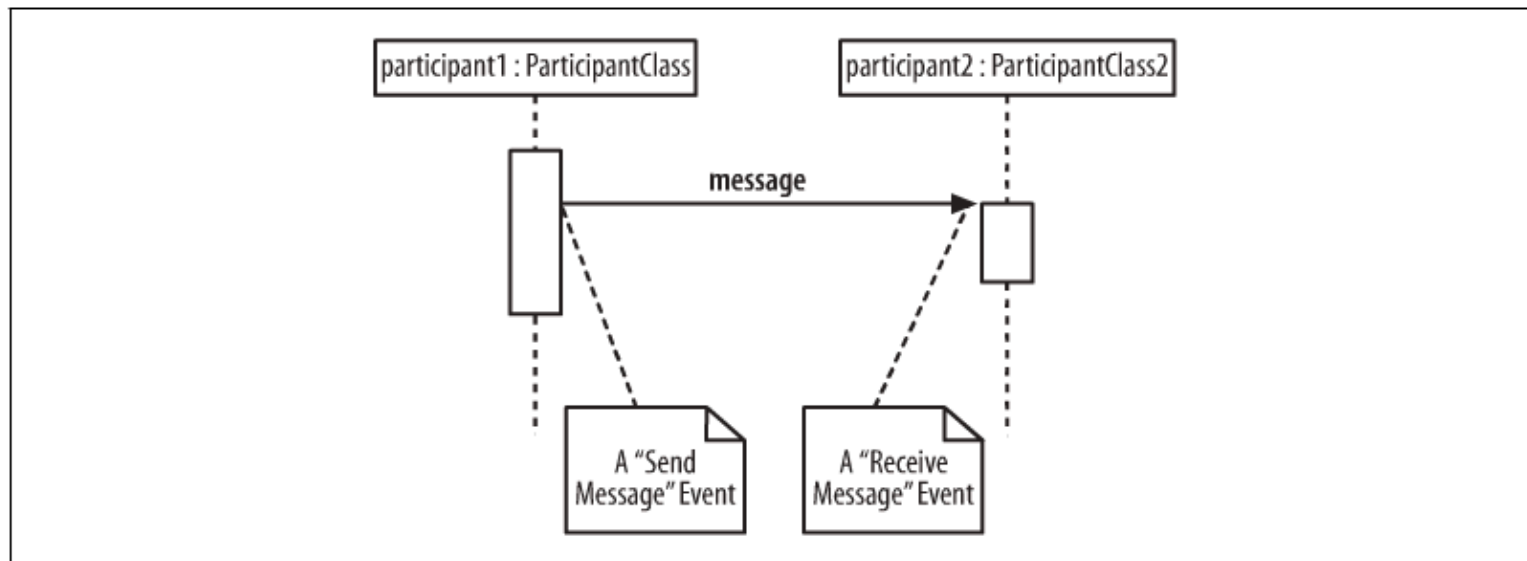 participant1 : ParticipantClass
participant2 : ParticipantClass2
message
A “Send
Message” Event
A “Receive
Message” Event